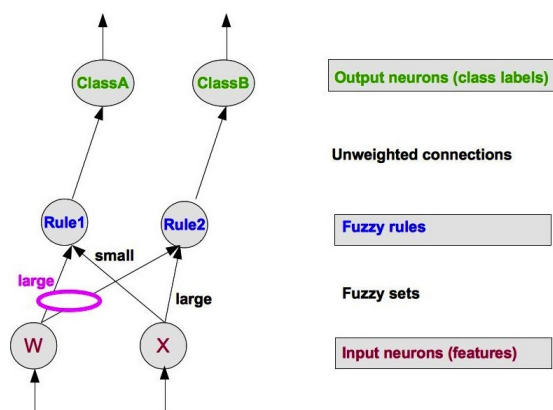 ClassA
ClassB
Output neurons (class labels)
Unweighted connections
Rule1
Rule2
Fuzzy rules
small
large
large
Fuzzy sets
W
X
Input neurons (features)